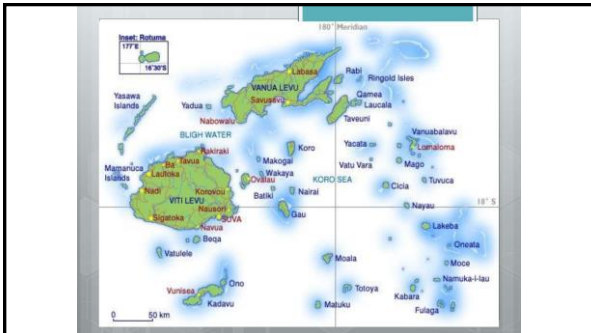 180° Meridian
Inset: Rotuma
177°E
16°30'S
Labasa
Rabi
Ringold Isles
VANUA LEVU
Qamea
Savusavu
Laucala
Yasawa
Islands
Yadua
Taveuni
Nabowalu
Vanuabalavu
BLIGH WATER
Lomaloma
Rakiraki
Koro
Yacata
Tavua
Ba
Makogai
Vatu Vara
Mago
Mamanuca
Islands
Lautoka
Wakaya
KORO SEA
Ovalau
Tuvuca
Cicia
Nadi
Korovou
Batiki
Nairai
VITI LEVU
Nausori
Gau
Nayau
18° S
Sigatoka
SUVA
Navua
Lakeba
Beqa
Oneata
Vatulele
Moala
Moce
Ono
Namuka-i-lau
Vunisea
Totoya
Kabara
Kadavu
Matuku
Fulaga
0
50 km